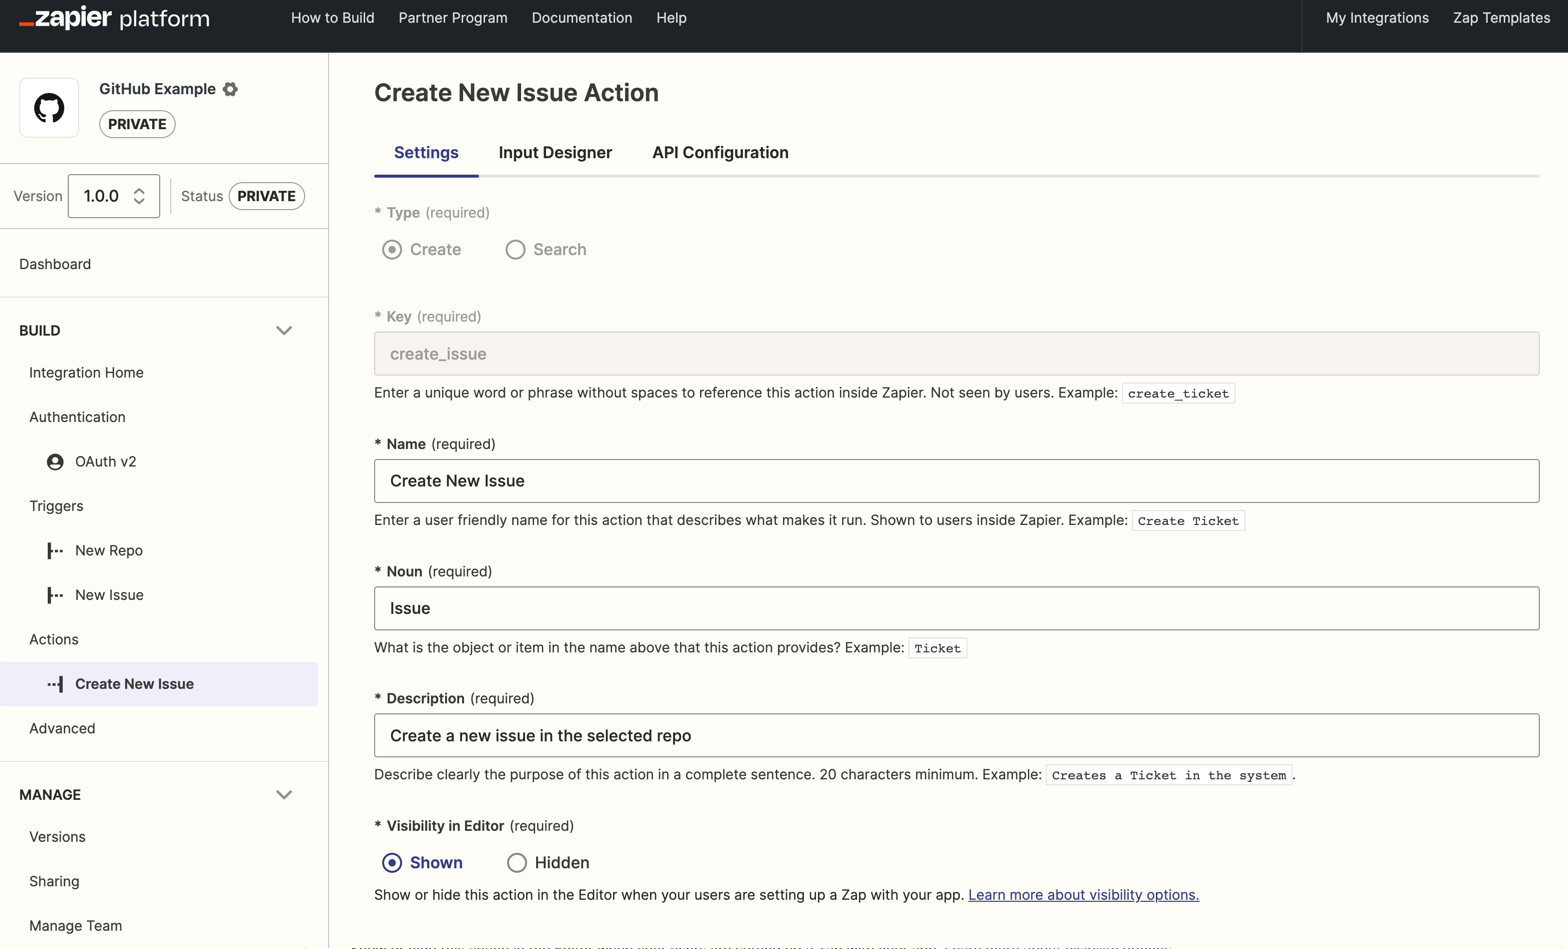 zapier platform
How to Build
Partner Program
Documentation
Help
My Integrations
Zap Templates
GitHub Example
PRIVATE
Version
1.0.0
Status
PRIVATE
Dashboard
BUILD
Integration Home
Authentication
OAuth v2
Triggers
New Repo
New Issue
Actions
Create New Issue
Advanced
MANAGE
Versions
Sharing
Manage Team
Create New Issue Action
Settings
Input Designer
API Configuration
* Type (required)
Create
Search
* Key (required)
create_issue
Enter a unique word or phrase without spaces to reference this action inside Zapier. Not seen by users. Example: create_ticket
* Name (required)
Create New Issue
Enter a user friendly name for this action that describes what makes it run. Shown to users inside Zapier. Example: Create Ticket
* Noun (required)
Issue
What is the object or item in the name above that this action provides? Example: Ticket
* Description (required)
Create a new issue in the selected repo
Describe clearly the purpose of this action in a complete sentence. 20 characters minimum. Example: Creates a Ticket in the system.
* Visibility in Editor (required)
Shown
Hidden
Show or hide this action in the Editor when your users are setting up a Zap with your app. Learn more about visibility options.